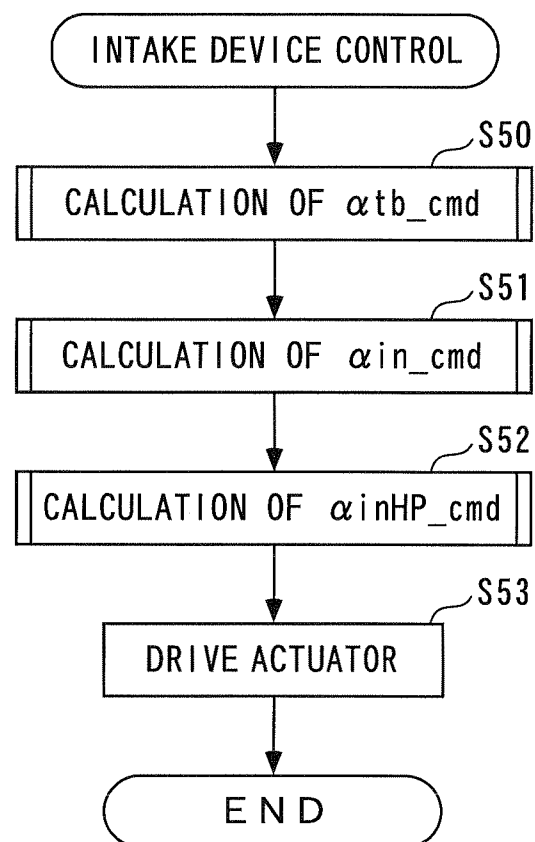 INTAKE DEVICE CONTROL
S50
CALCULATION OF αtb_cmd
S51
CALCULATION OF αin_cmd
S52
CALCULATION OF αinHP_cmd
S53
DRIVE ACTUATOR
END